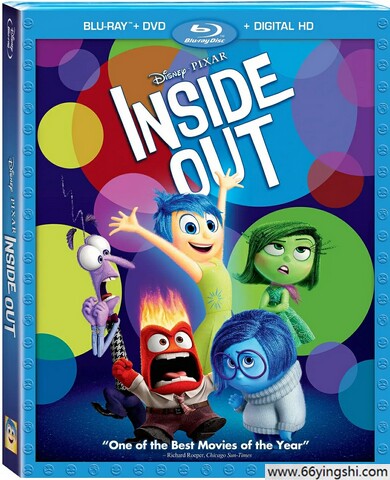 BLU-RAY + DVD
Blu-ray Disc
+ DIGITAL HD
Disney · PIXAR
INSIDE
OUT
Disney · PIXAR
INSIDE OUT
"One of the Best Movies of the Year"
– Richard Roeper, Chicago Sun-Times
www.66yingshi.com